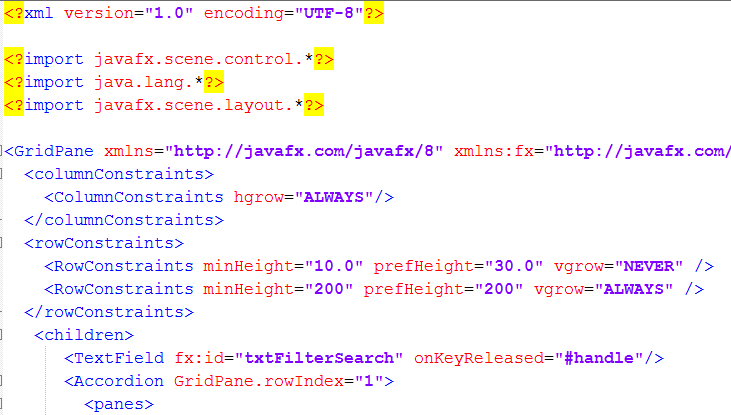 <?xml version="1.0" encoding="UTF-8"?>
<?import javafx.scene.control.*?>
<?import java.lang.*?>
<?import javafx.scene.layout.*?>
<GridPane xmlns="http://javafx.com/javafx/8" xmlns:fx="http://javafx.com/
<columnConstraints>
<ColumnConstraints hgrow="ALWAYS"/>
</columnConstraints>
<rowConstraints>
<RowConstraints minHeight="10.0" prefHeight="30.0" vgrow="NEVER" />
<RowConstraints minHeight="200" prefHeight="200" vgrow="ALWAYS" />
</rowConstraints>
<children>
<TextField fx:id="txtFilterSearch" onKeyReleased="#handle"/>
<Accordion GridPane.rowIndex="1">
<panes>